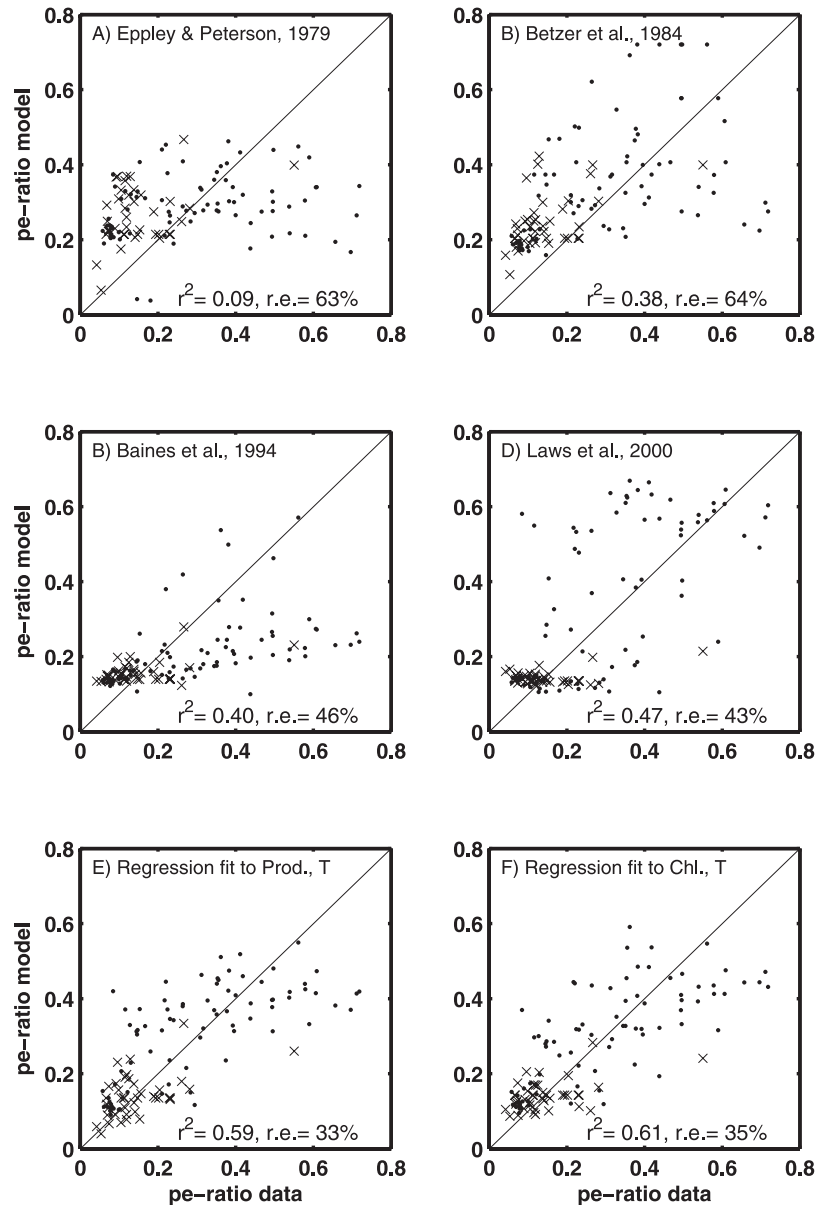 A) Eppley & Peterson, 1979
0.8
0.6
0.4
0.2
0
pe-ratio model
r2= 0.09, r.e.= 63%
0 0.2 0.4 0.6 0.8
B) Betzer et al., 1984
0.8
0.6
0.4
0.2
0
r2= 0.38, r.e.= 64%
0 0.2 0.4 0.6 0.8
B) Baines et al., 1994
0.8
0.6
0.4
0.2
0
pe-ratio model
r2= 0.40, r.e.= 46%
0 0.2 0.4 0.6 0.8
D) Laws et al., 2000
0.8
0.6
0.4
0.2
0
r2= 0.47, r.e.= 43%
0 0.2 0.4 0.6 0.8
E) Regression fit to Prod., T
0.8
0.6
0.4
0.2
0
pe-ratio model
r2= 0.59, r.e.= 33%
0 0.2 0.4 0.6 0.8
pe-ratio data
F) Regression fit to Chl., T
0.8
0.6
0.4
0.2
0
r2= 0.61, r.e.= 35%
0 0.2 0.4 0.6 0.8
pe-ratio data